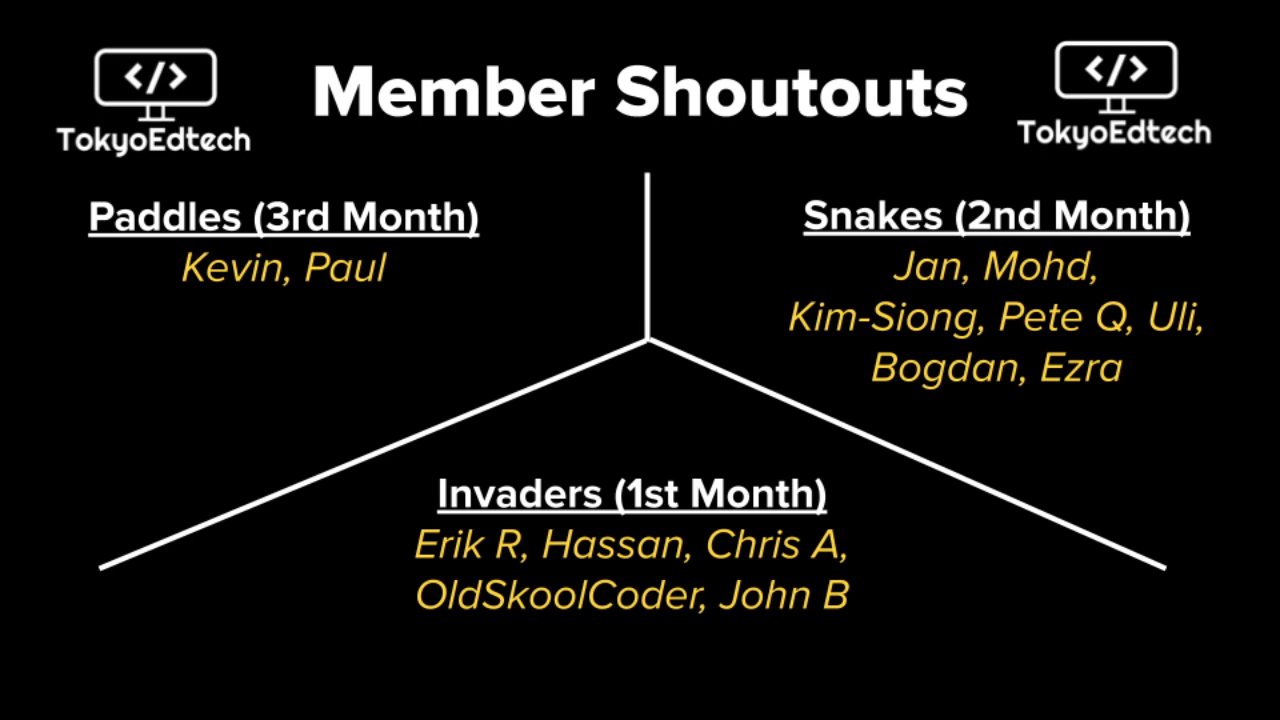 </>
TokyoEdtech
Member Shoutouts
</>
TokyoEdtech
Paddles (3rd Month)
Kevin, Paul
Snakes (2nd Month)
Jan, Mohd,
Kim-Siong, Pete Q, Uli,
Bogdan, Ezra
Invaders (1st Month)
Erik R, Hassan, Chris A,
OldSkoolCoder, John B